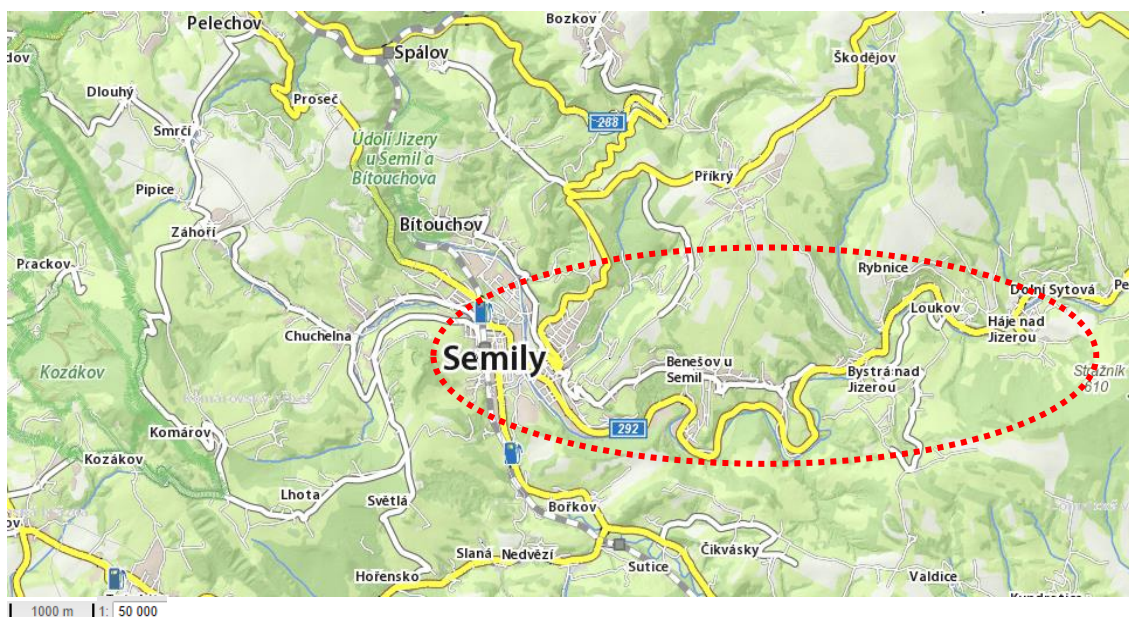 Pelechov
Bozkov
Spálov
Škodějov
Dlouhý
Proseč
268
Smrčí
Údolí Jizery
u Semil a
Bítouchova
Příkrý
Pipice
Bítouchov
Záhoří
Prackov
Rybnice
Dolní Sytová
Loukov
Háje nad
Jizerou
Chuchelna
Semily
Benešov u
Semil
Bystrá nad
Jizerou
Kozákov
Strážník
610
292
Komárov
Kozákov
Lhota
Světlá
Bořkov
Slaná
Nedvězí
Čikvásky
Sutice
Hořensko
Valdice
1000 m
1: 50 000